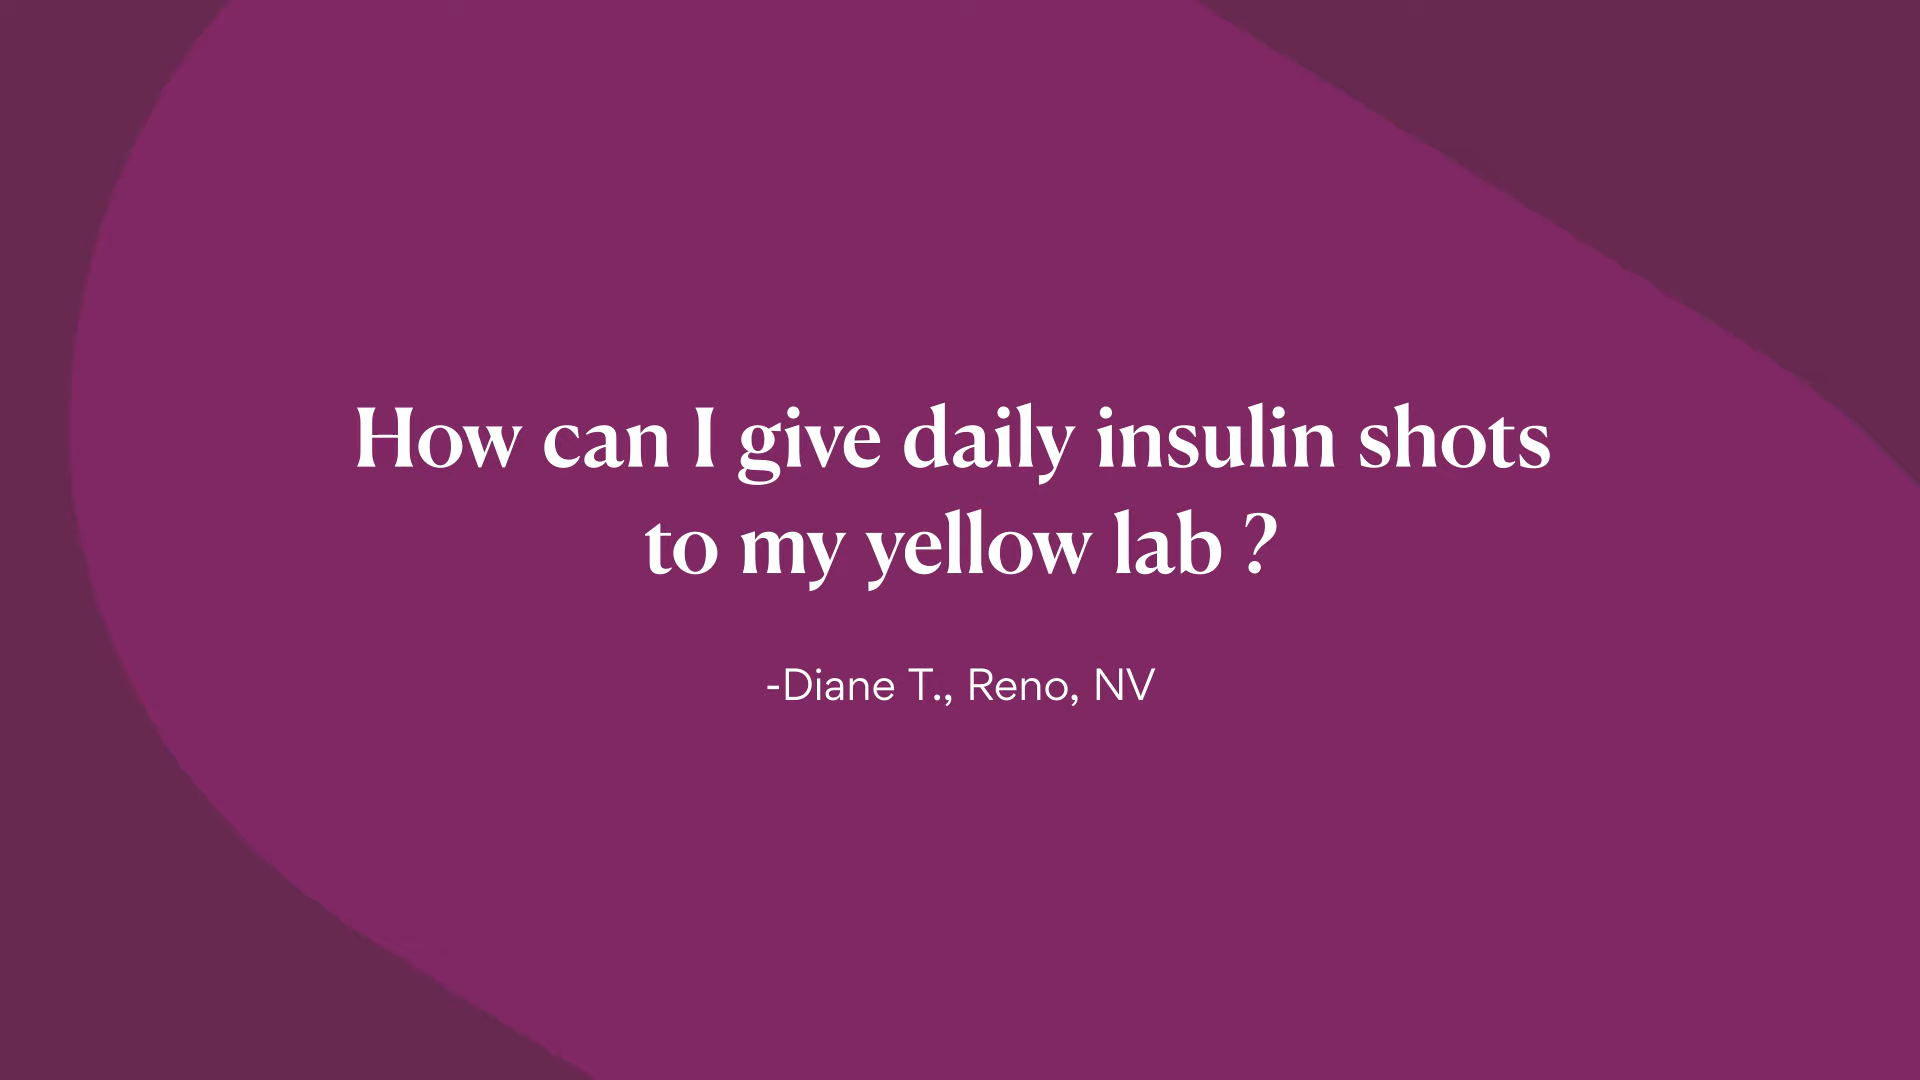 How can I give daily insulin shots
to my yellow lab ?
-Diane T., Reno, NV